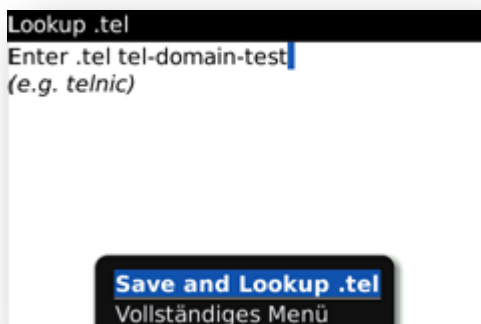 Lookup .tel
Enter .tel tel-domain-test
(e.g. telnic)
Save and Lookup .tel
Vollständiges Menü